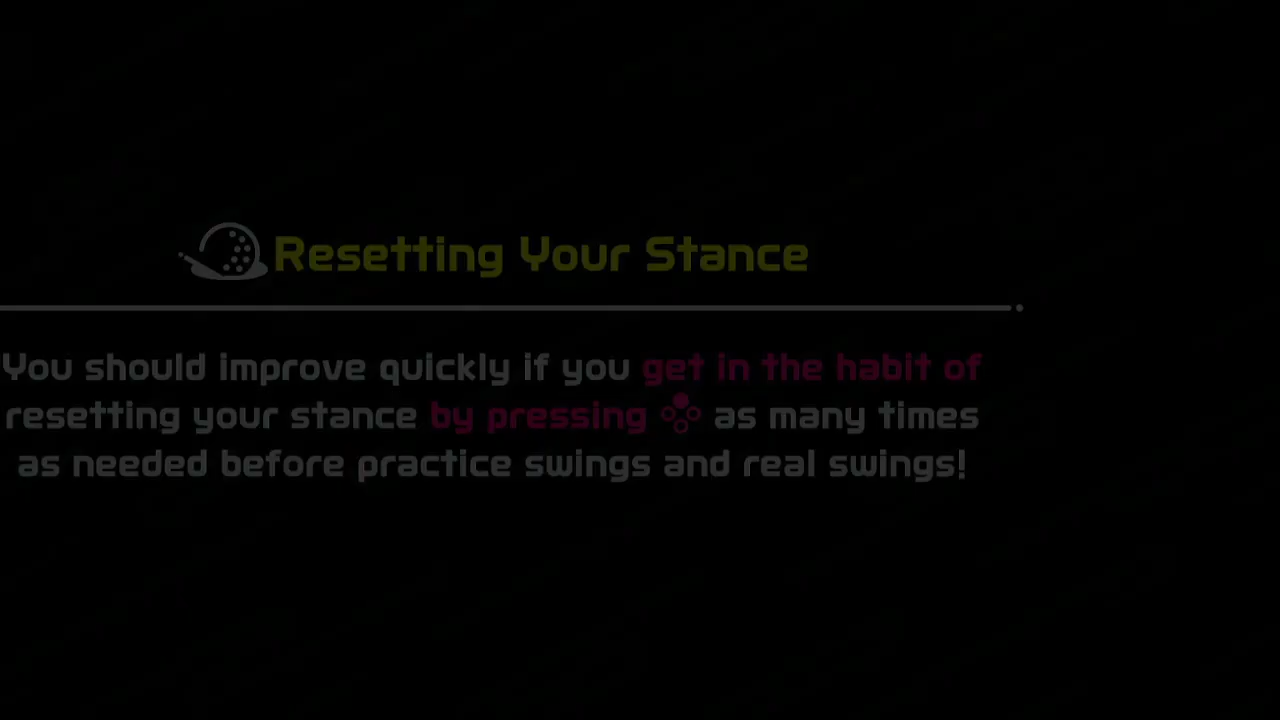 Resetting Your Stance
You should improve quickly if you get in the habit of
resetting your stance by pressing as many times
as needed before practice swings and real swings!